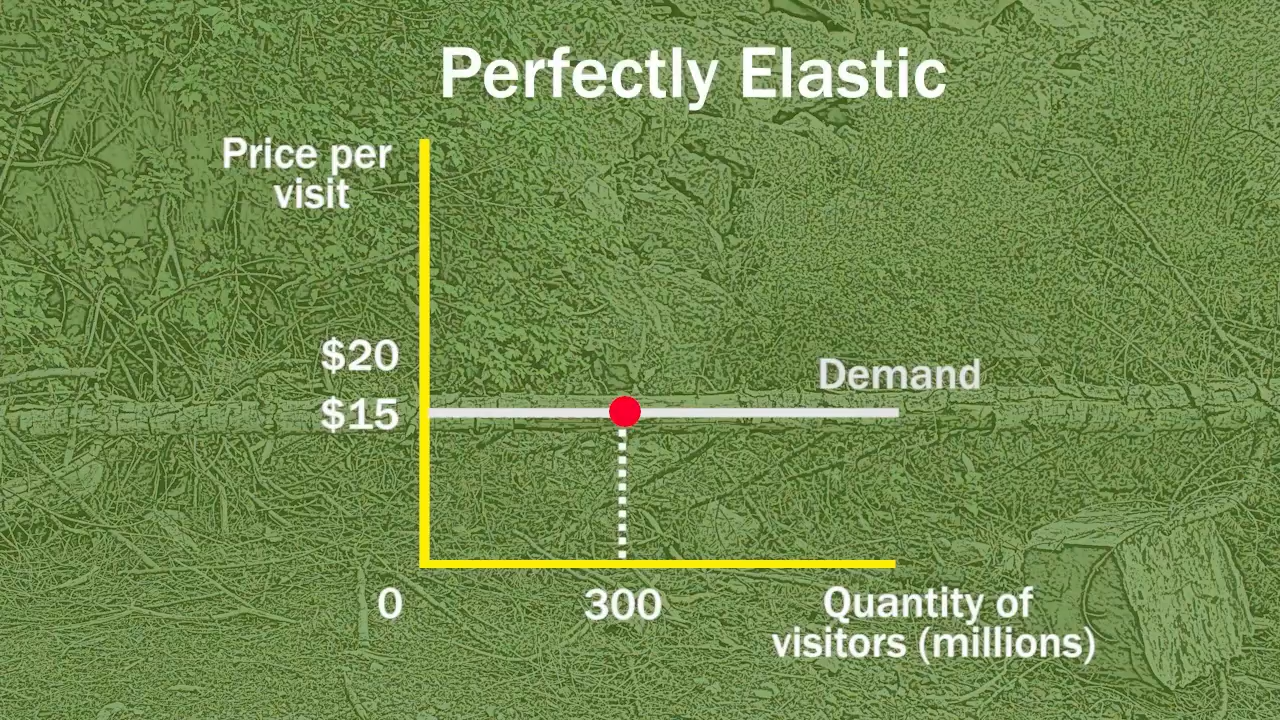 Perfectly Elastic
Price per
visit
$20
Demand
$15
0
300
Quantity of
visitors (millions)